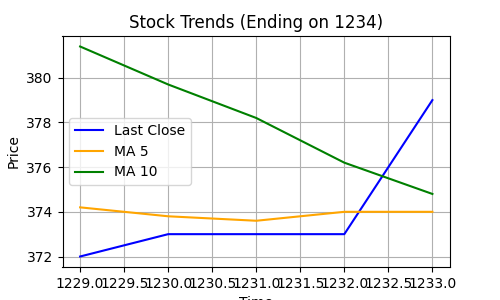 Stock Trends (Ending on 1234)
Price
380
378
376
374
372
Last Close
MA 5
MA 10
1229.0 1229.5 1230.0 1230.5 1231.0 1231.5 1232.0 1232.5 1233.0
Time